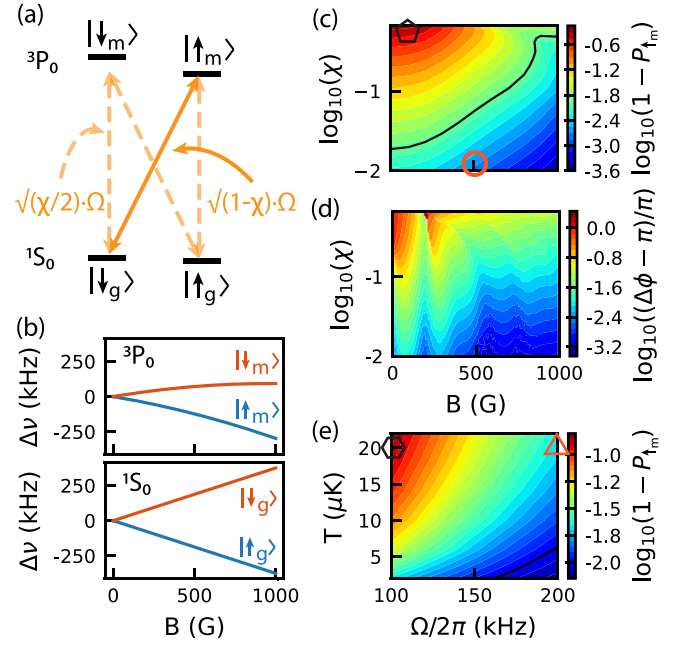 (a)
|↓m⟩
|↑m⟩
³P₀
√(χ/2)·Ω
√(1-χ)·Ω
¹S₀
|↓g⟩
|↑g⟩
(b)
³P₀
|↓m⟩
|↑m⟩
250
0
-250
Δν (kHz)
¹S₀
|↓g⟩
|↑g⟩
250
0
-250
Δν (kHz)
0
500
1000
B (G)
(c)
log₁₀(χ)
-1
-2
-0.6
-1.2
-1.8
-2.4
-3.0
-3.6
log₁₀(1 − P↑m)
(d)
log₁₀(χ)
-1
-2
0
500
1000
B (G)
0.0
-0.8
-1.6
-2.4
-3.2
log₁₀((Δϕ − π)/π)
(e)
T (μK)
20
15
10
5
100
150
200
Ω/2π (kHz)
-1.0
-1.2
-1.5
-1.8
-2.0
log₁₀(1 − P↑m)